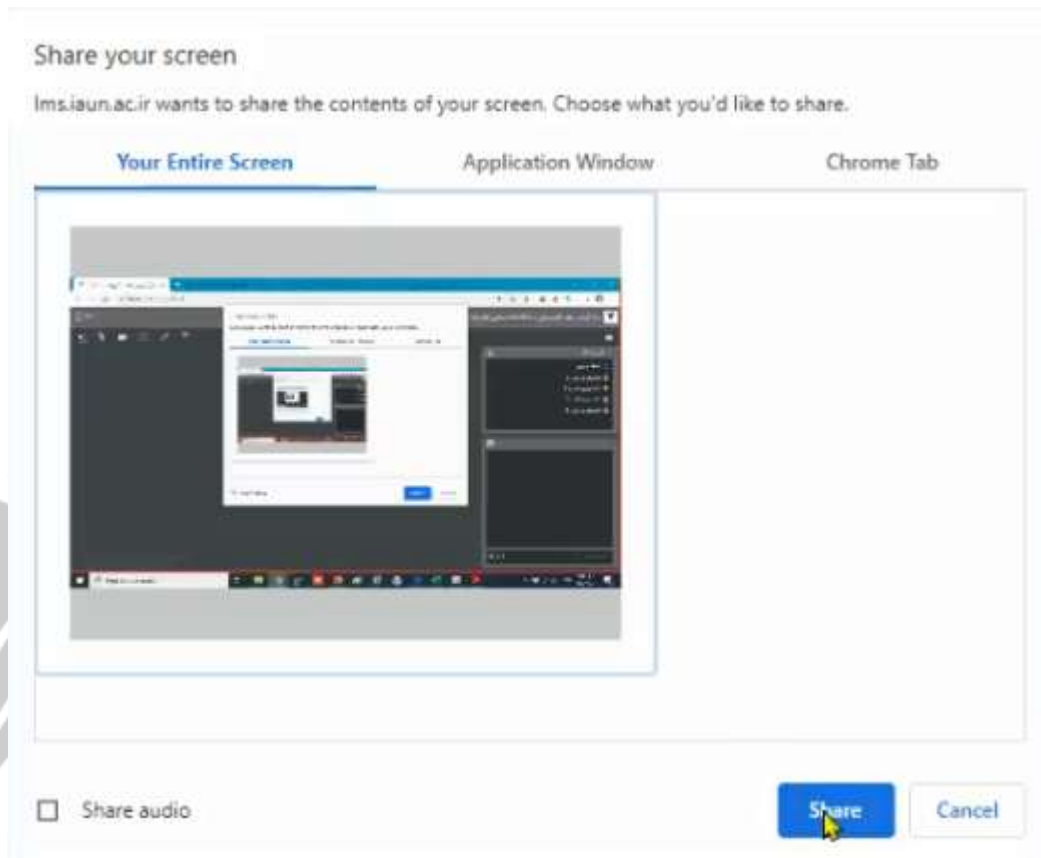 Share your screen
lms.iaun.ac.ir wants to share the contents of your screen. Choose what you'd like to share.
Your Entire Screen
Application Window
Chrome Tab
Share audio
Share
Cancel